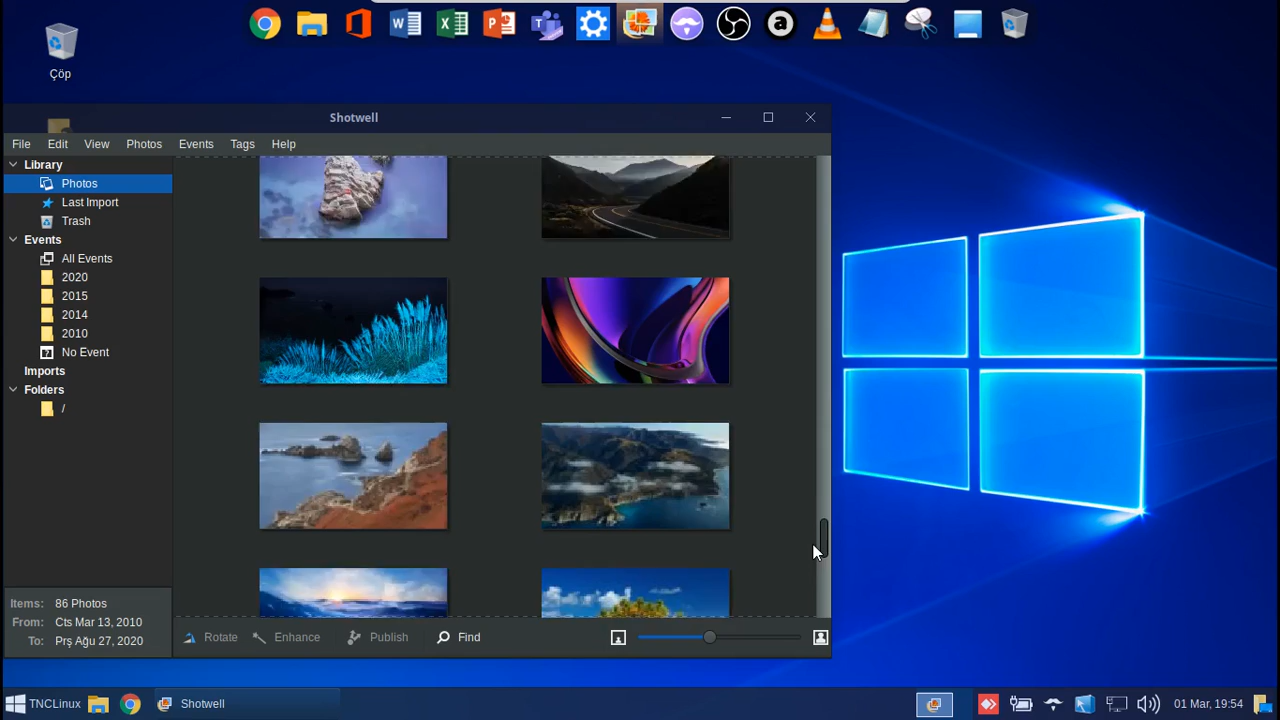 Çöp
Shotwell
File Edit View Photos Events Tags Help
Library
Photos
Last Import
Trash
Events
All Events
2020
2015
2014
2010
No Event
Imports
Folders
/
Items: 86 Photos
From: Cts Mar 13, 2010
To: Prş Ağu 27, 2020
Rotate Enhance Publish Find
TNCLinux Shotwell 01 Mar, 19:54